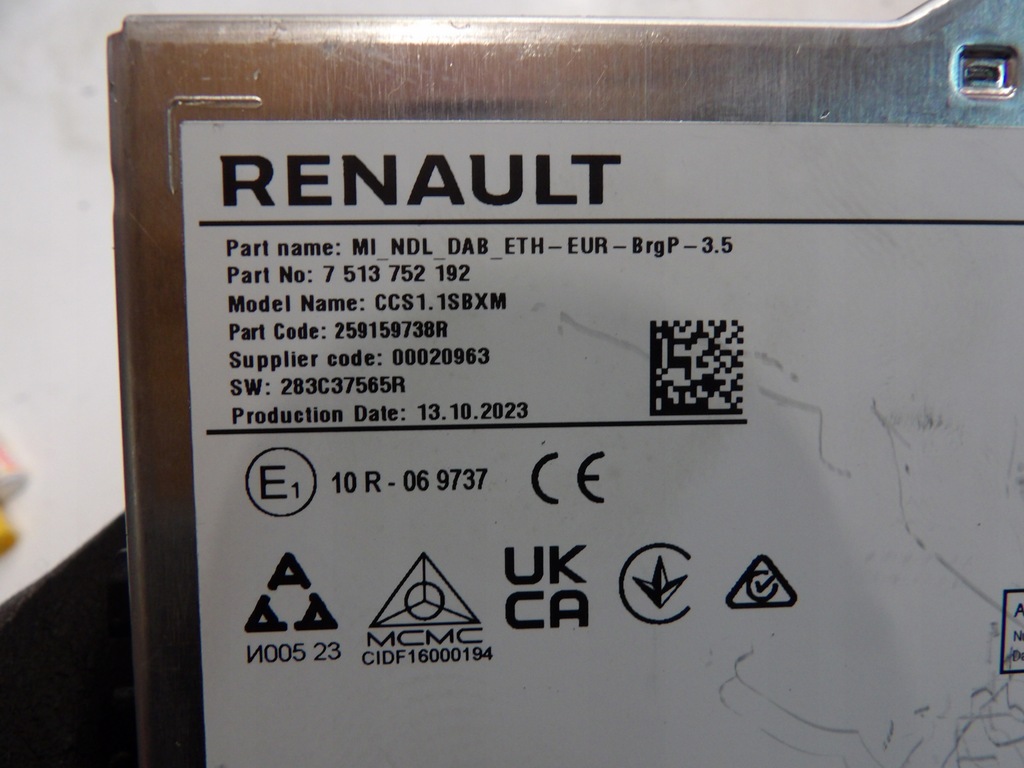 RENAULT
Part name: MI_NDL_DAB_ETH-EUR-BrgP-3.5
Part No: 7 513 752 192
Model Name: CCS1.1SBXM
Part Code: 259159738R
Supplier code: 00020963
SW: 283C37565R
Production Date: 13.10.2023
E1 10 R - 06 9737 CE
UK
CA
MCMC
И005 23 CIDF16000194